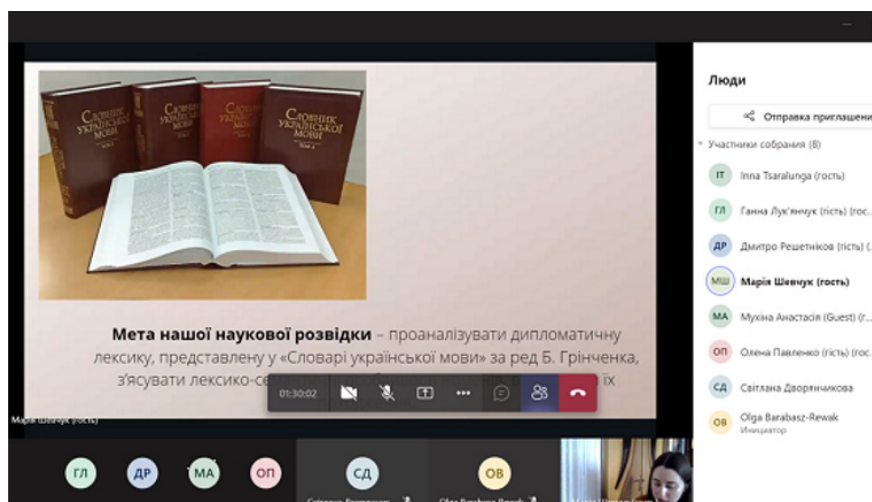 СЛОВНИК
УКРАЇНСЬКОЇ
МОВИ
СЛОВНИК
УКРАЇНСЬКОЇ
МОВИ
СЛОВНИК
УКРАЇНСЬКОЇ
МОВИ
СЛОВНИК
УКРАЇНСЬКОЇ
МОВИ
Мета нашої наукової розвідки – проаналізувати дипломатичну
лексику, представлену у «Словарі української мови» за ред Б. Грінченка,
з’ясувати їх
01:30:02
Марія Шевчук (гость)
ГЛ
ДР
МА
ОП
СД
ОВ
Люди
Отправка приглашени
Участники собрания (8)
IT Inna Tsaralunga (гость)
ГЛ Ганна Лук'янчук (гість) (гос...
ДР Дмитро Решетніков (гість) (...
МШ Марія Шевчук (гость)
МА Мухіна Анастасія (Guest) (г...
ОП Олена Павленко (гість) (гос...
СД Світлана Дворянчикова
ОВ Olga Barabasz-Rewak
Инициатор